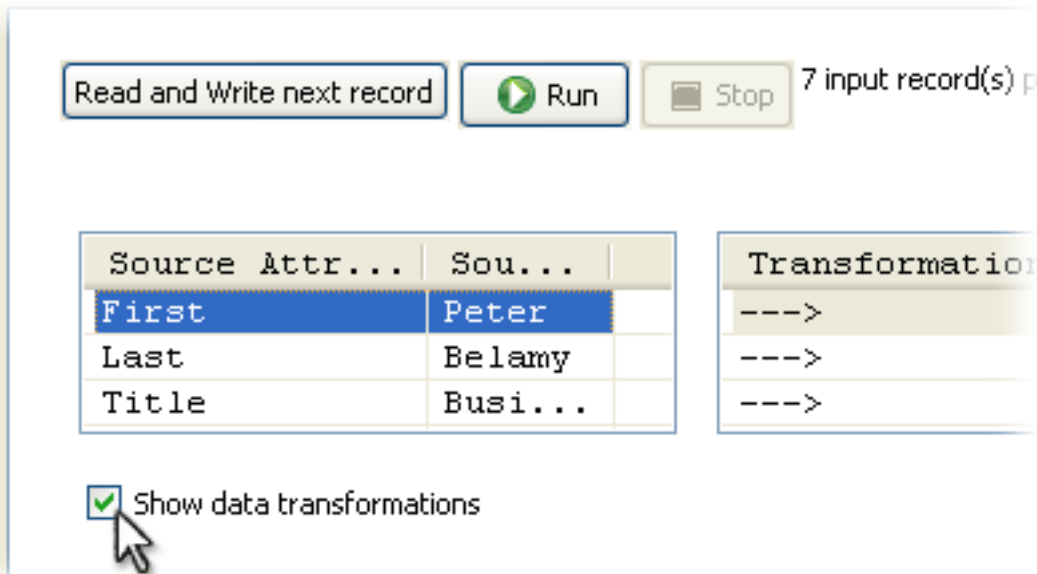 Read and Write next record Run Stop 7 input record(s)
Source Attr... Sou... Transformation
First Peter --->
Last Belamy --->
Title Busi... --->
Show data transformations